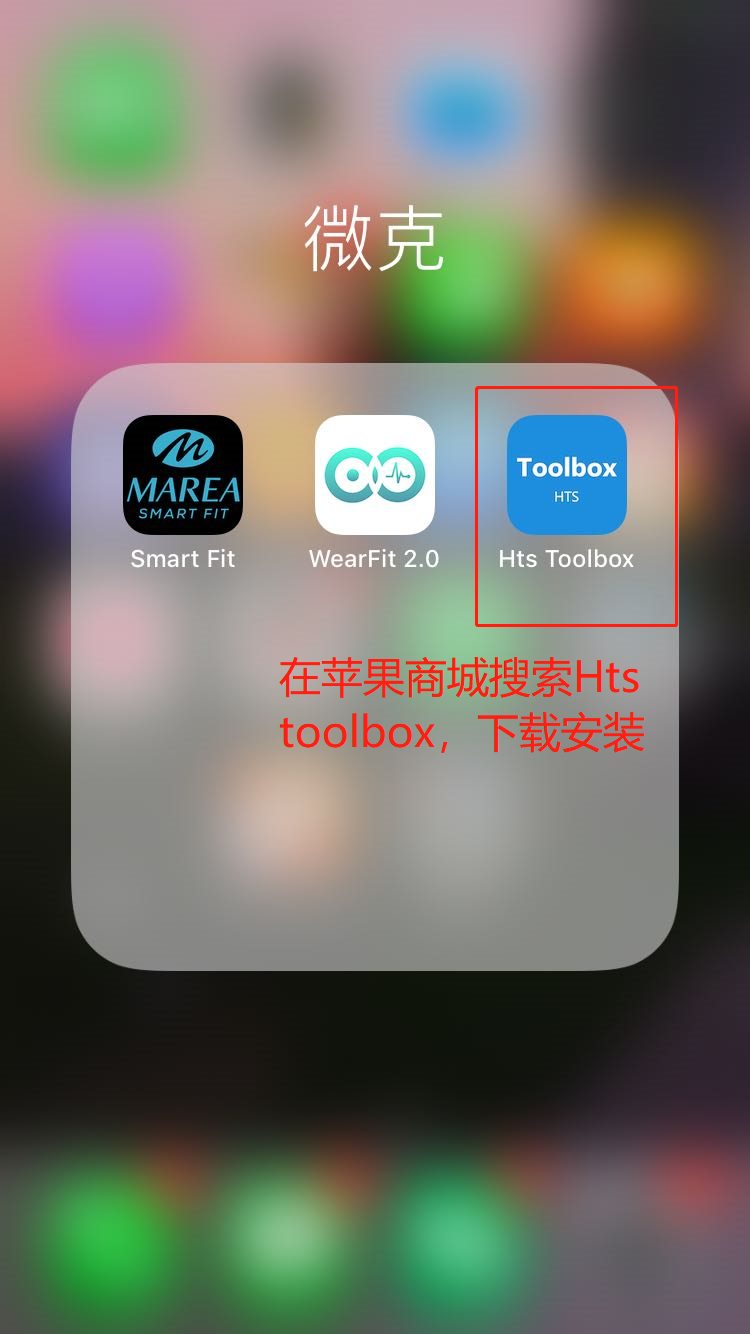 微克
MAREA
SMART FIT
Toolbox
HTS
Smart Fit
WearFit 2.0
Hts Toolbox
在苹果商城搜索Hts
toolbox，下载安装